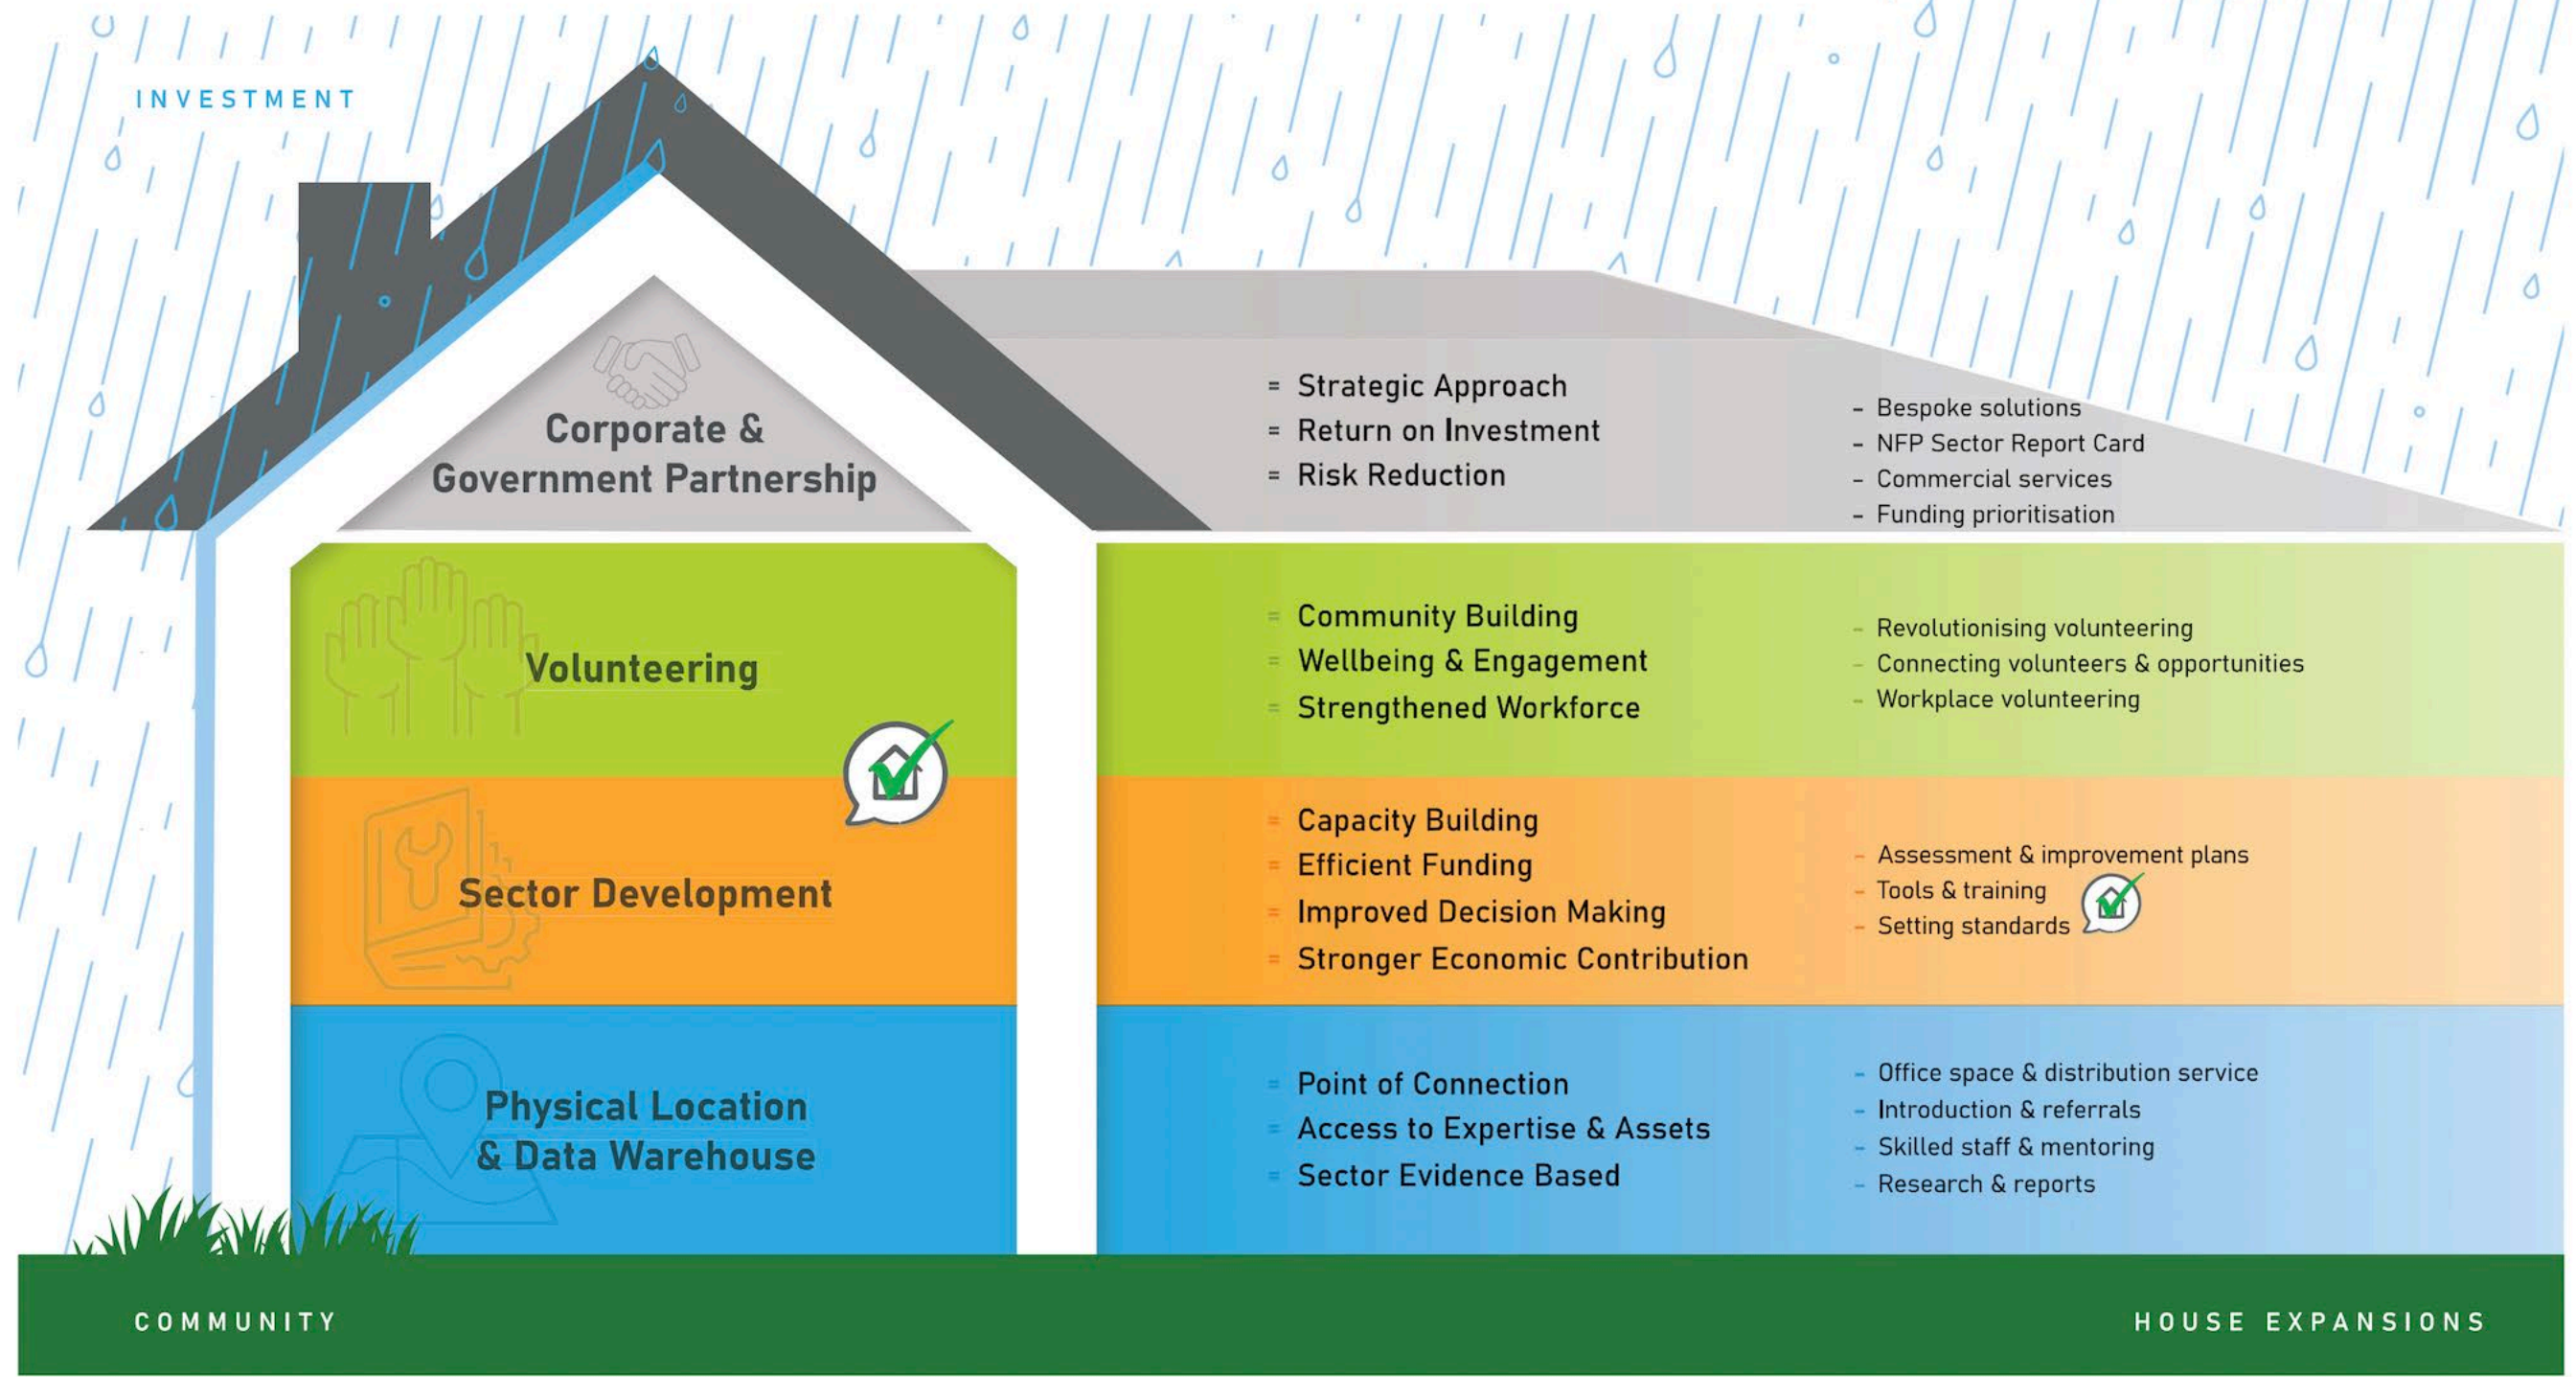 INVESTMENT
Corporate &
Government Partnership
= Strategic Approach
= Return on Investment
= Risk Reduction
- Bespoke solutions
- NFP Sector Report Card
- Commercial services
- Funding prioritisation
Volunteering
= Community Building
= Wellbeing & Engagement
= Strengthened Workforce
- Revolutionising volunteering
- Connecting volunteers & opportunities
- Workplace volunteering
Sector Development
= Capacity Building
= Efficient Funding
= Improved Decision Making
= Stronger Economic Contribution
- Assessment & improvement plans
- Tools & training
- Setting standards
Physical Location
& Data Warehouse
= Point of Connection
= Access to Expertise & Assets
= Sector Evidence Based
- Office space & distribution service
- Introduction & referrals
- Skilled staff & mentoring
- Research & reports
COMMUNITY
HOUSE EXPANSIONS